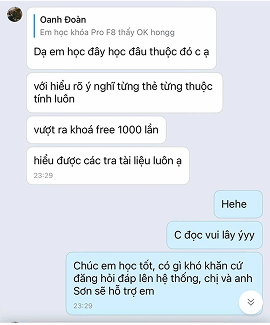 Oanh Đoàn
Em học khóa Pro F8 thấy OK hongg
Dạ em học đây học đâu thuộc đó c ạ
với hiểu rõ ý nghĩ từng thẻ từng thuộc
tính luôn
vượt ra khoá free 1000 lần
hiểu được các tra tài liệu luôn ạ
23:29
Hehe
C đọc vui lây ýyy
Chúc em học tốt, có gì khó khăn cứ
đăng hỏi đáp lên hệ thống, chị và anh
Sơn sẽ hỗ trợ em
23:29